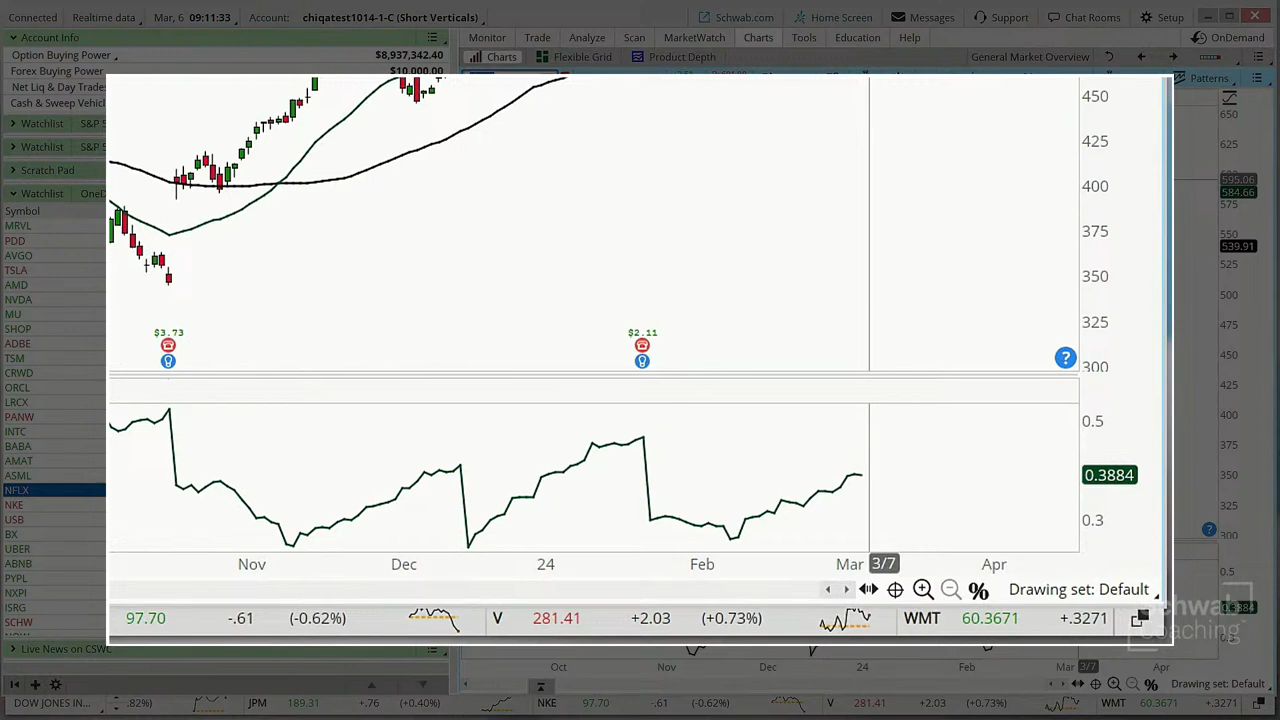 Connected Realtime data Mar, 6 09:11:33 Account: chiqatest1014-1-C (Short Verticals) Schwab.com Home Screen Messages Support Chat Rooms Setup
Account Info Monitor Trade Analyze Scan MarketWatch Charts Tools Education Help OnDemand
Option Buying Power $8,937,342.40 Charts Flexible Grid Product Depth General Market Overview
Forex Buying Power $10,000.00
Net Liq & Day Trades Patterns
Cash & Sweep Vehicle
Watchlist S&P 5
Watchlist S&P 5
Scratch Pad
Watchlist OneD
Symbol
MRVL
PDD
AVGO
TSLA
AMD
NVDA
MU
SHOP
ADBE
TSM
CRWD
ORCL
LRCX
PANW
INTC
BABA
AMAT
ASML
NFLX
NKE
USB
BX
UBER
ABNB
PYPL
ISRG
SCHW
450
425
400
375
350
325
300
$3.73 $2.11
?
0.5
0.3884
0.3
Nov Dec 24 Feb Mar 3/7 Apr
Drawing set: Default
97.70 -.61 (-0.62%) V 281.41 +2.03 (+0.73%) WMT 60.3671 +.3271
650
625
595.06
584.66
575
550
539.91
525
500
475
450
425
400
375
350
325
300
?
0.5
0.3884
Schwab
Coaching
Live News on CSWC
Oct Nov Dec 24 Feb Mar 3/7 Apr
Drawing set: Default
DOW JONES IN... .82%) JPM 189.31 +.76 (+0.40%) NKE 97.70 -.61 (-0.62%) V 281.41 +2.03 (+0.73%) WMT 60.3671 +.3271